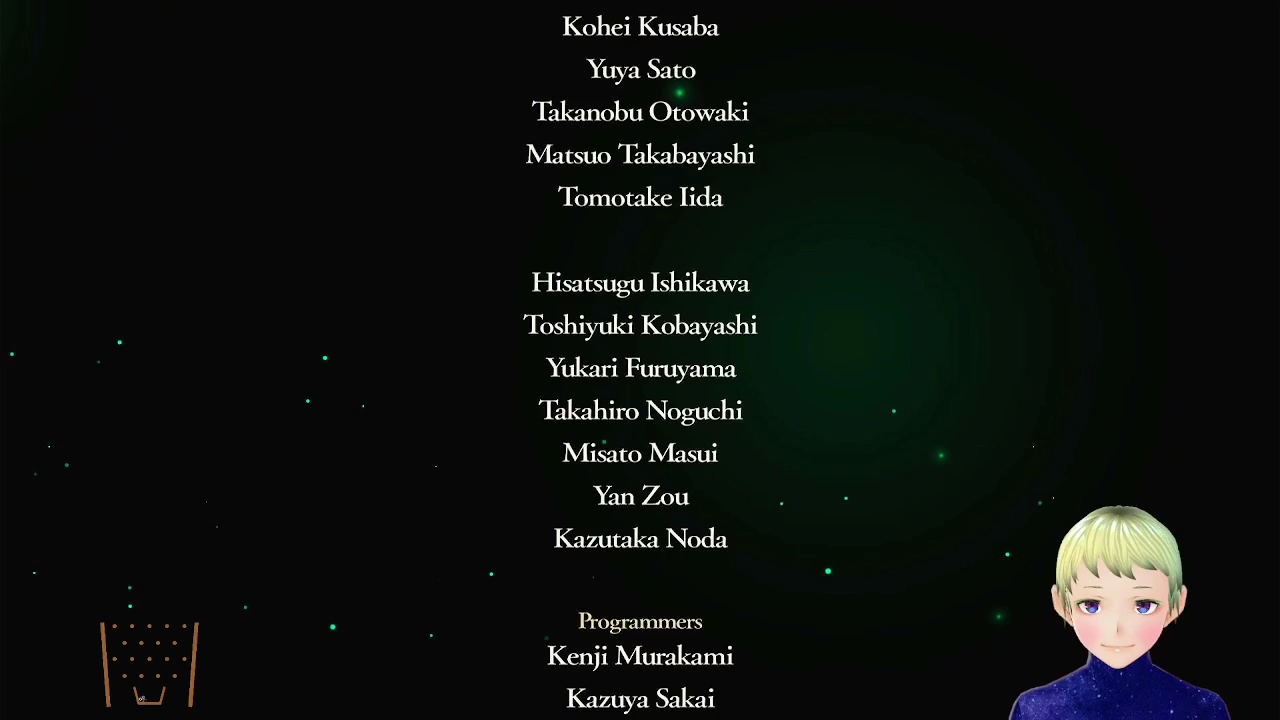 Kohei Kusaba
Yuya Sato
Takanobu Otowaki
Matsuo Takabayashi
Tomotake Iida
Hisatsugu Ishikawa
Toshiyuki Kobayashi
Yukari Furuyama
Takahiro Noguchi
Misato Masui
Yan Zou
Kazutaka Noda
Programmers
Kenji Murakami
Kazuya Sakai